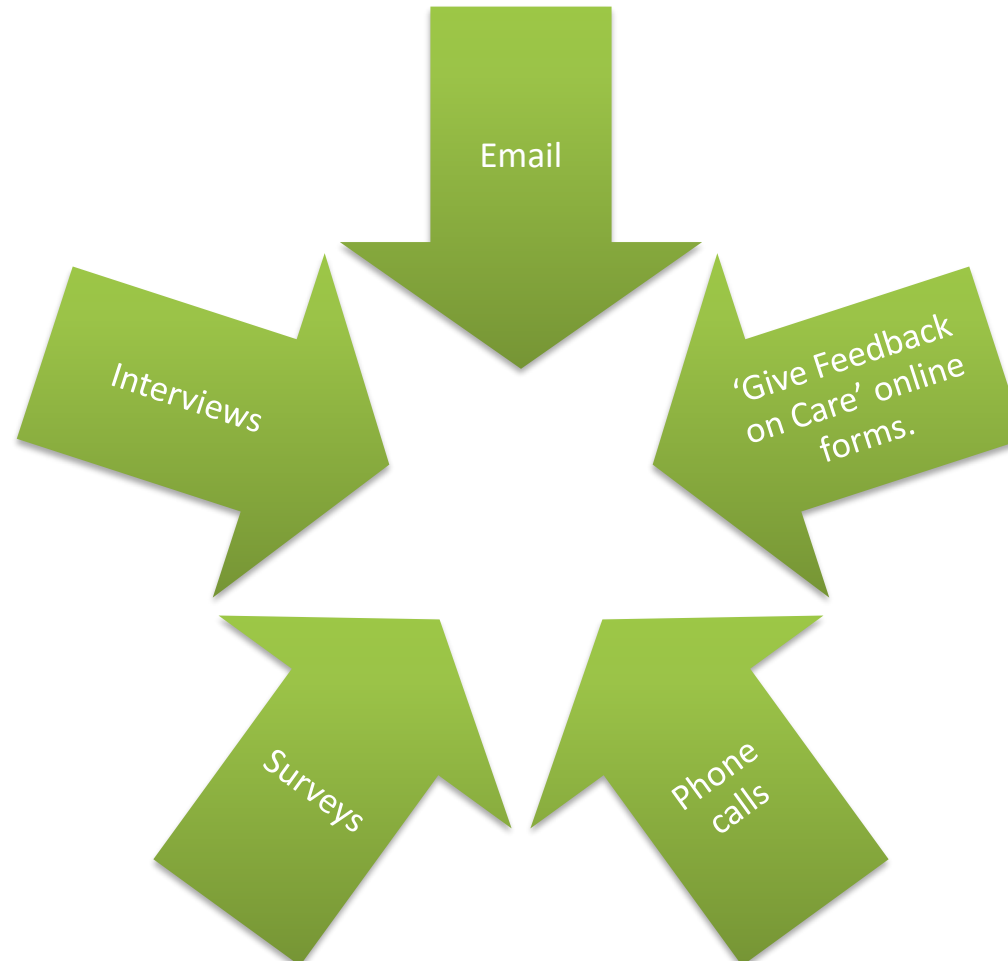 Email
‘Give Feedback
on Care’ online
forms.
Phone
calls
Surveys
Interviews